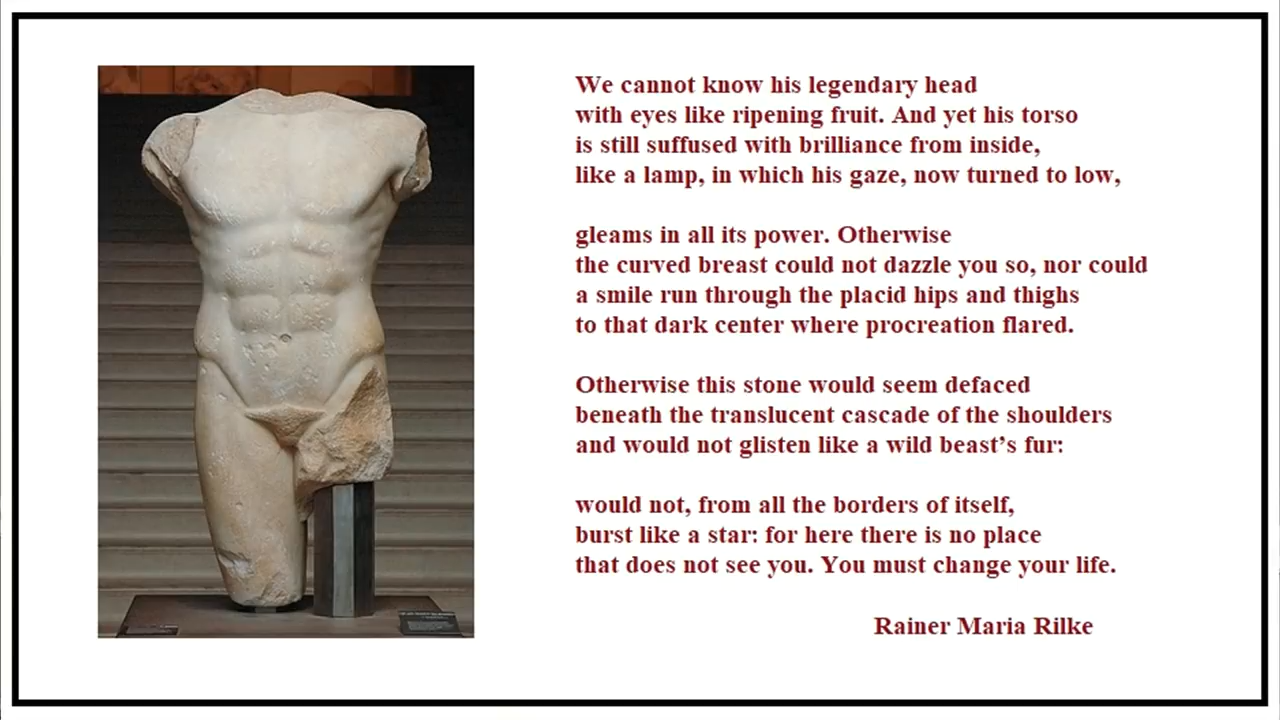 We cannot know his legendary head
with eyes like ripening fruit. And yet his torso
is still suffused with brilliance from inside,
like a lamp, in which his gaze, now turned to low,
gleams in all its power. Otherwise
the curved breast could not dazzle you so, nor could
a smile run through the placid hips and thighs
to that dark center where procreation flared.
Otherwise this stone would seem defaced
beneath the translucent cascade of the shoulders
and would not glisten like a wild beast’s fur:
would not, from all the borders of itself,
burst like a star: for here there is no place
that does not see you. You must change your life.
Rainer Maria Rilke